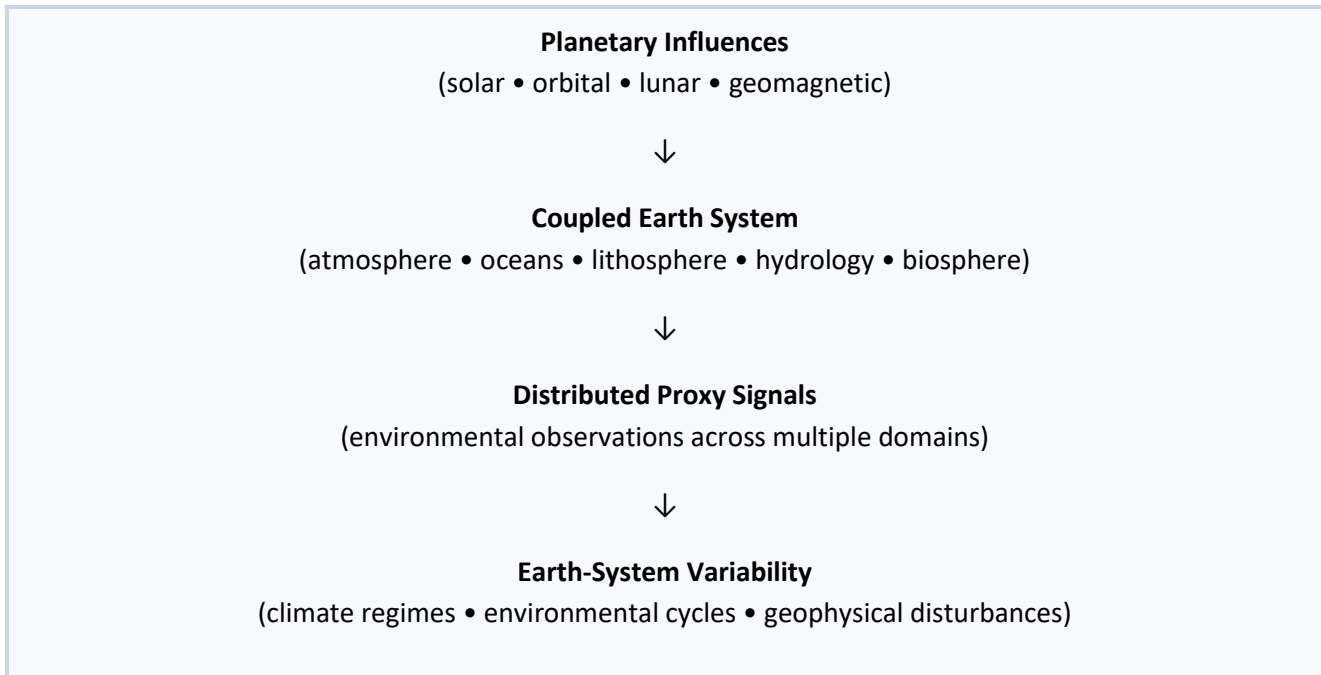 Planetary Influences
(solar • orbital • lunar • geomagnetic)
↓
Coupled Earth System
(atmosphere • oceans • lithosphere • hydrology • biosphere)
↓
Distributed Proxy Signals
(environmental observations across multiple domains)
↓
Earth-System Variability
(climate regimes • environmental cycles • geophysical disturbances)